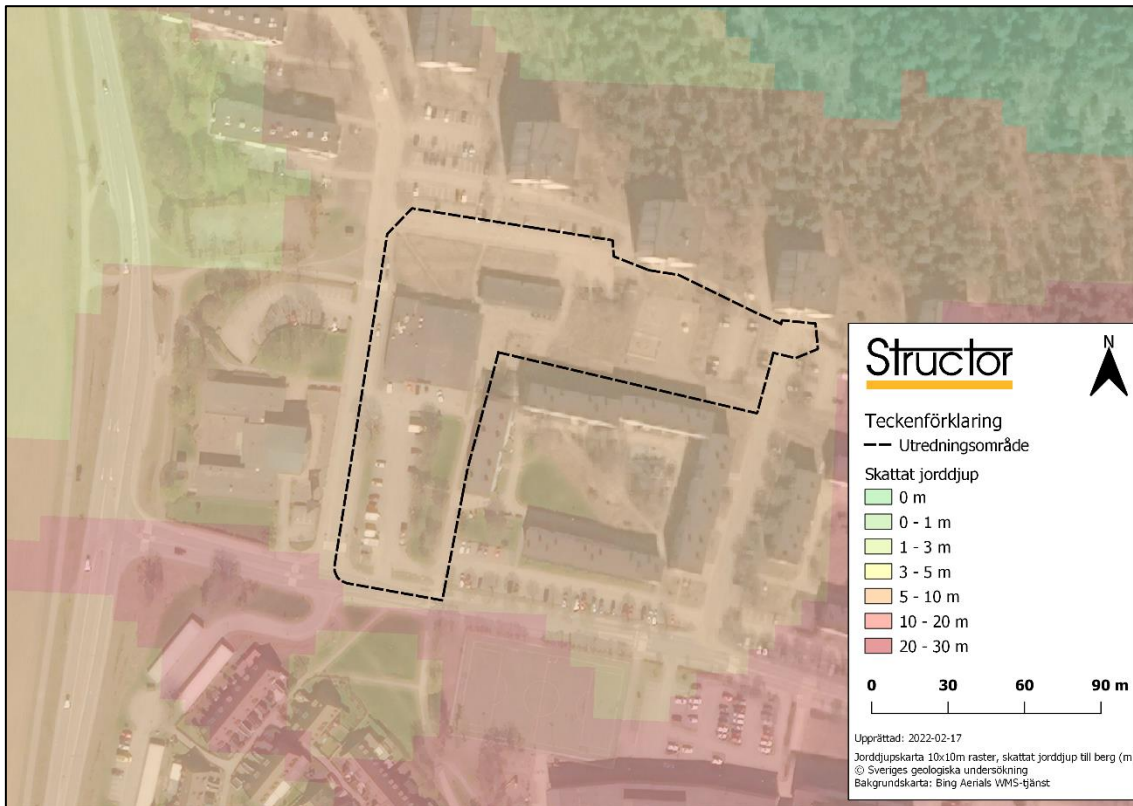 Structor
N
Teckenförklaring
Utredningsområde
Skattat jorddjup
0 m
0 - 1 m
1 - 3 m
3 - 5 m
5 - 10 m
10 - 20 m
20 - 30 m
0 30 60 90 m
Upprättad: 2022-02-17
Jorddjupskarta 10x10m raster, skattat jorddjup till berg (m
© Sveriges geologiska undersökning
Bakgrundskarta: Bing Aerials WMS-tjänst